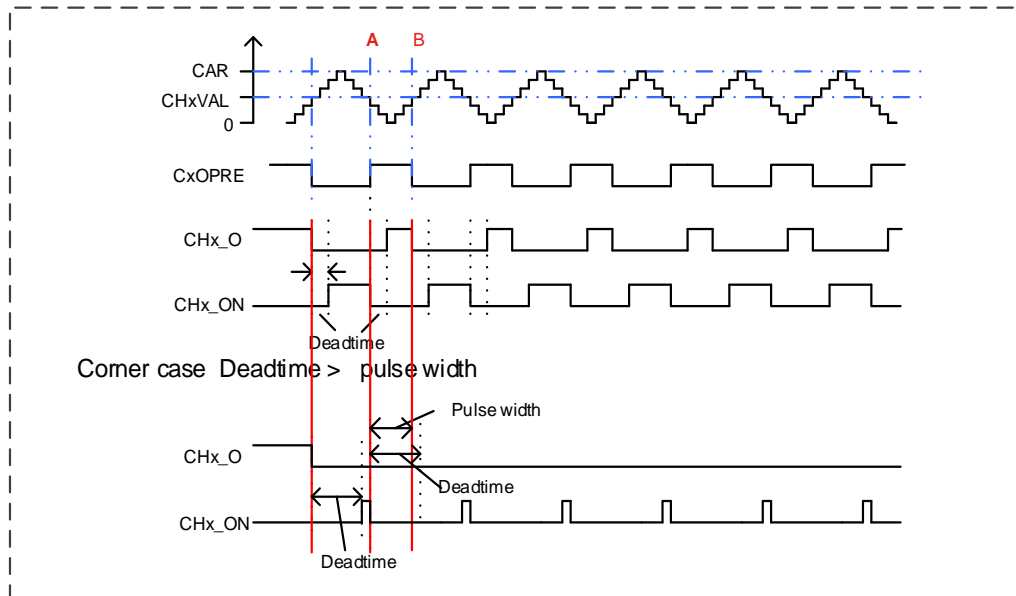 A B
CAR
CHxVAL
0
CxOPRE
CHx_O
CHx_ON
Deadtime
Corner case Deadtime > pulse width
Pulse width
CHx_O
Deadtime
CHx_ON
Deadtime